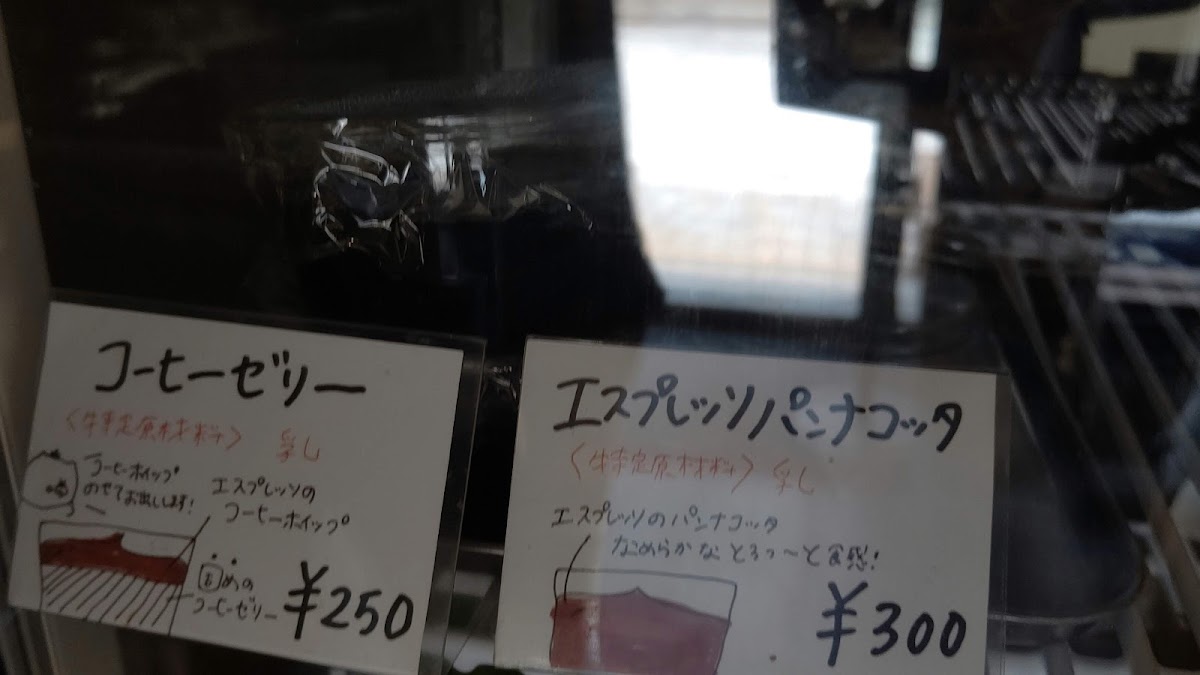 コーヒーゼリー
〈特定原材料〉 乳
コーヒーホイップ
のせてお出しします!
エスプレッソの
コーヒーホイップ
めの
コーヒーゼリー
¥250
エスプレッソパンナコッタ
〈特定原材料〉 乳
エスプレッソのパンナコッタ
なめらかなとろっ〜と食感!
¥300